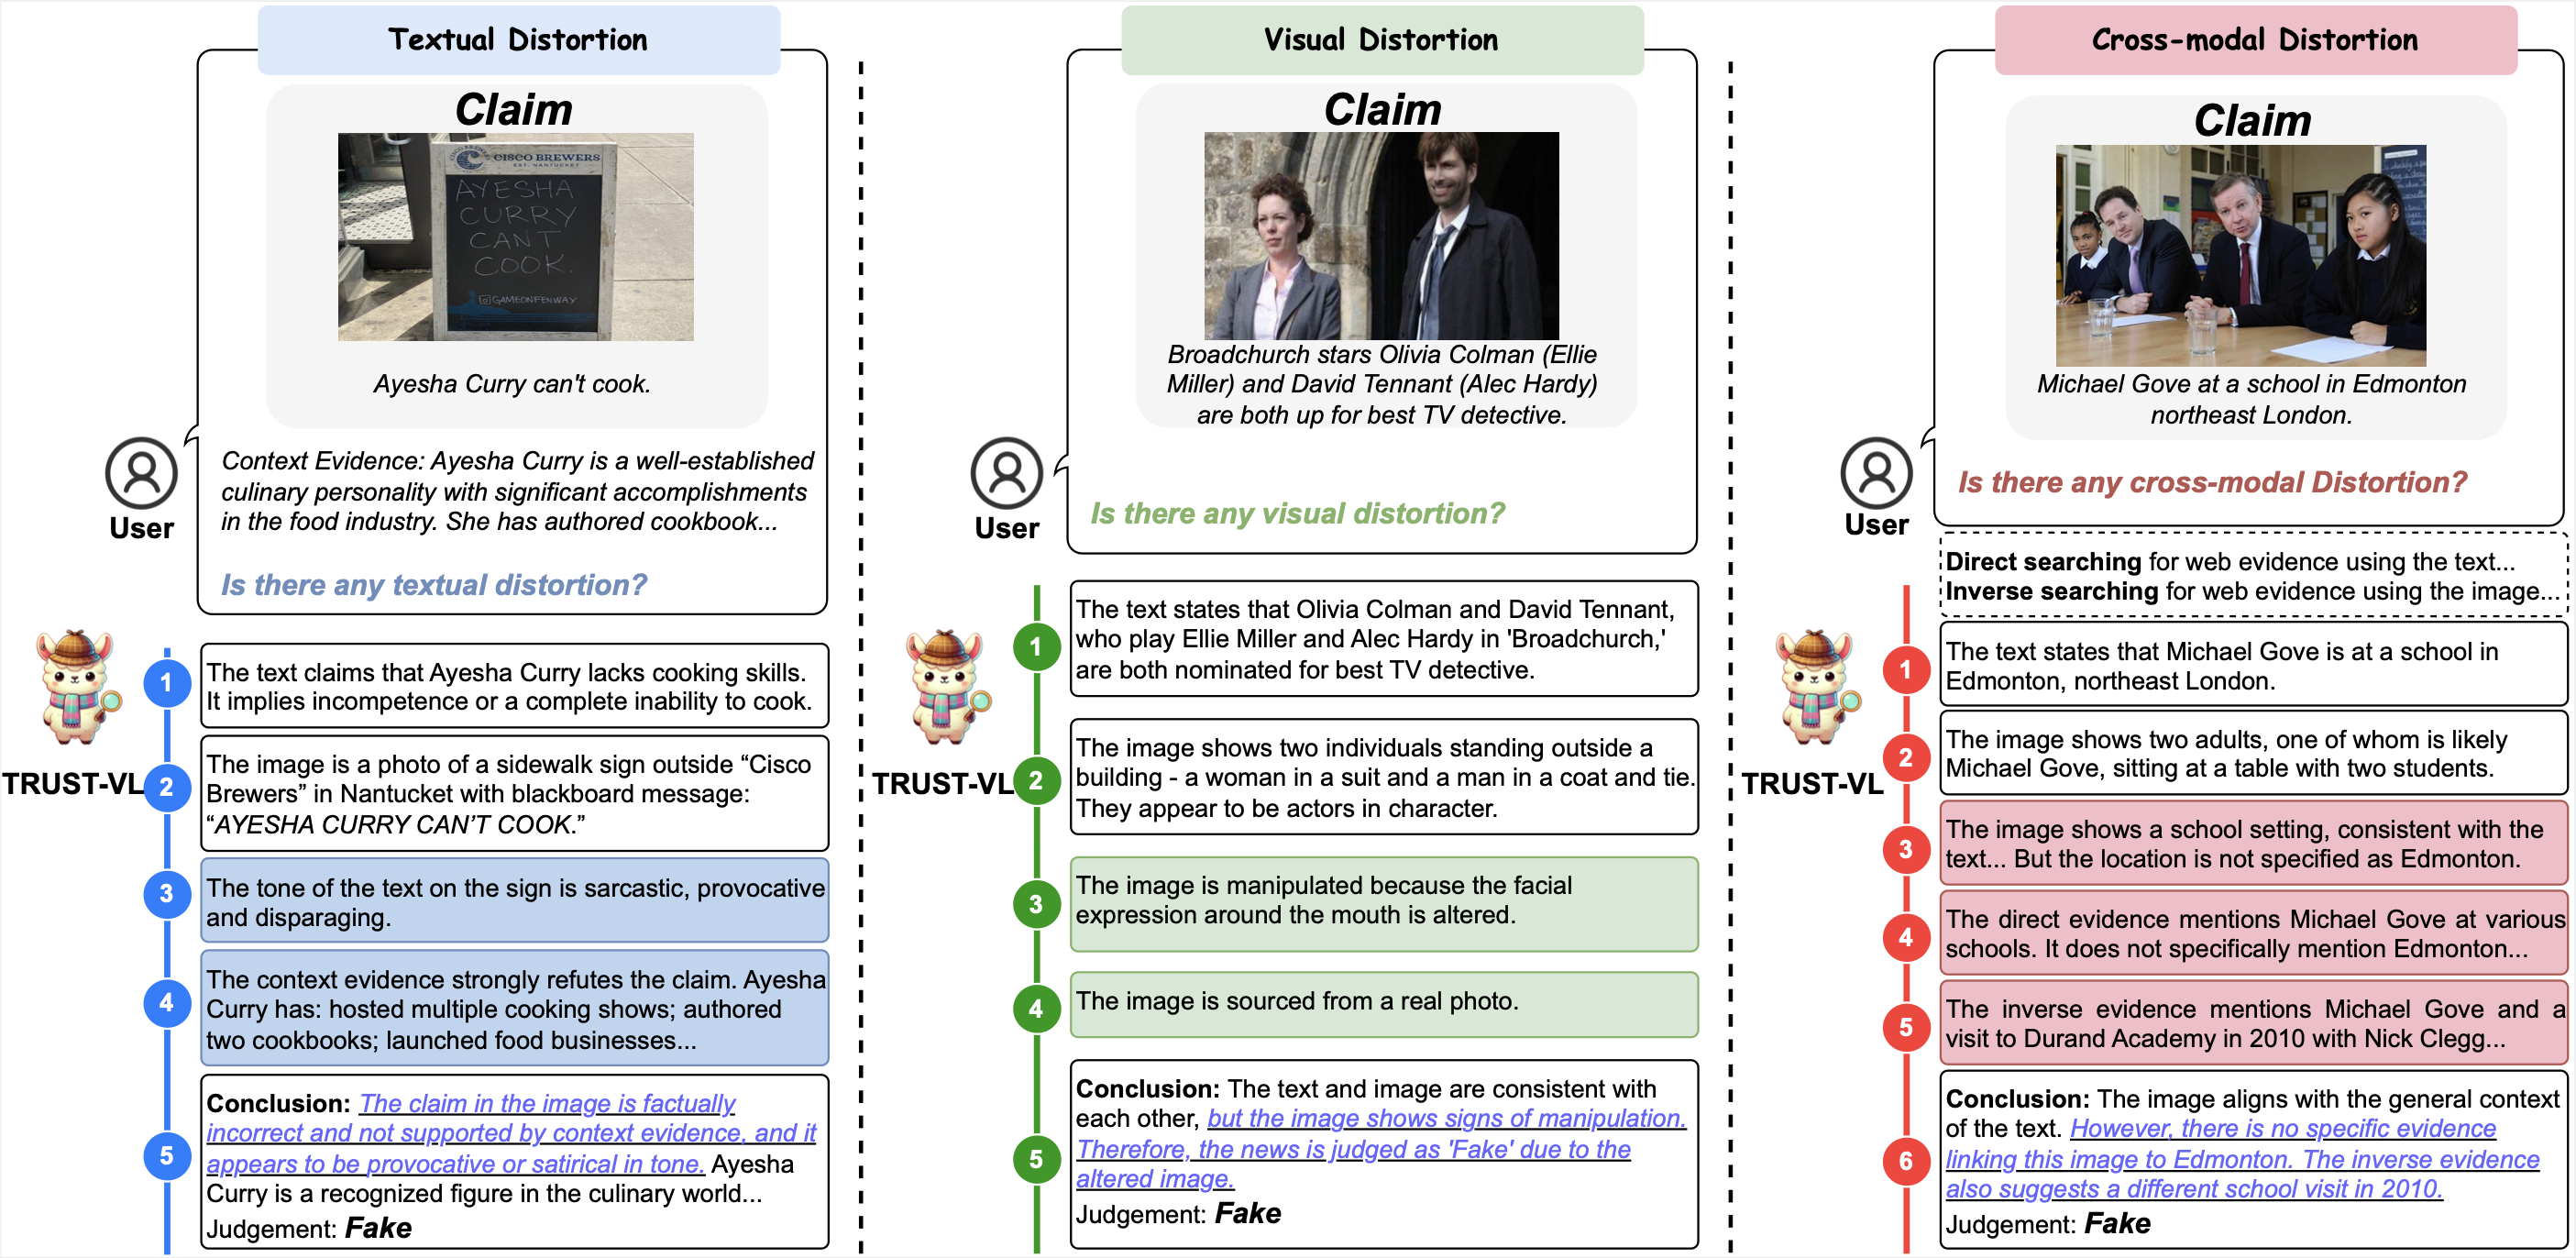 Textual Distortion
Claim
CISCO BREWERS
EST. NANTUCKET
AYESHA
CURRY
CAN'T
COOK.
@GAMEONFENWAY
Ayesha Curry can't cook.
Context Evidence: Ayesha Curry is a well-established
culinary personality with significant accomplishments
in the food industry. She has authored cookbook...
Is there any textual distortion?
User
TRUST-VL
1
The text claims that Ayesha Curry lacks cooking skills.
It implies incompetence or a complete inability to cook.
2
The image is a photo of a sidewalk sign outside “Cisco
Brewers” in Nantucket with blackboard message:
“AYESHA CURRY CAN’T COOK.”
3
The tone of the text on the sign is sarcastic, provocative
and disparaging.
4
The context evidence strongly refutes the claim. Ayesha
Curry has: hosted multiple cooking shows; authored
two cookbooks; launched food businesses...
5
Conclusion: The claim in the image is factually
incorrect and not supported by context evidence, and it
appears to be provocative or satirical in tone. Ayesha
Curry is a recognized figure in the culinary world...
Judgement: Fake
Visual Distortion
Claim
Broadchurch stars Olivia Colman (Ellie
Miller) and David Tennant (Alec Hardy)
are both up for best TV detective.
Is there any visual distortion?
User
TRUST-VL
1
The text states that Olivia Colman and David Tennant,
who play Ellie Miller and Alec Hardy in 'Broadchurch,'
are both nominated for best TV detective.
2
The image shows two individuals standing outside a
building - a woman in a suit and a man in a coat and tie.
They appear to be actors in character.
3
The image is manipulated because the facial
expression around the mouth is altered.
4
The image is sourced from a real photo.
5
Conclusion: The text and image are consistent with
each other, but the image shows signs of manipulation.
Therefore, the news is judged as 'Fake' due to the
altered image.
Judgement: Fake
Cross-modal Distortion
Claim
Michael Gove at a school in Edmonton
northeast London.
Is there any cross-modal Distortion?
User
Direct searching for web evidence using the text...
Inverse searching for web evidence using the image...
TRUST-VL
1
The text states that Michael Gove is at a school in
Edmonton, northeast London.
2
The image shows two adults, one of whom is likely
Michael Gove, sitting at a table with two students.
3
The image shows a school setting, consistent with the
text... But the location is not specified as Edmonton.
4
The direct evidence mentions Michael Gove at various
schools. It does not specifically mention Edmonton...
5
The inverse evidence mentions Michael Gove and a
visit to Durand Academy in 2010 with Nick Clegg...
6
Conclusion: The image aligns with the general context
of the text. However, there is no specific evidence
linking this image to Edmonton. The inverse evidence
also suggests a different school visit in 2010.
Judgement: Fake